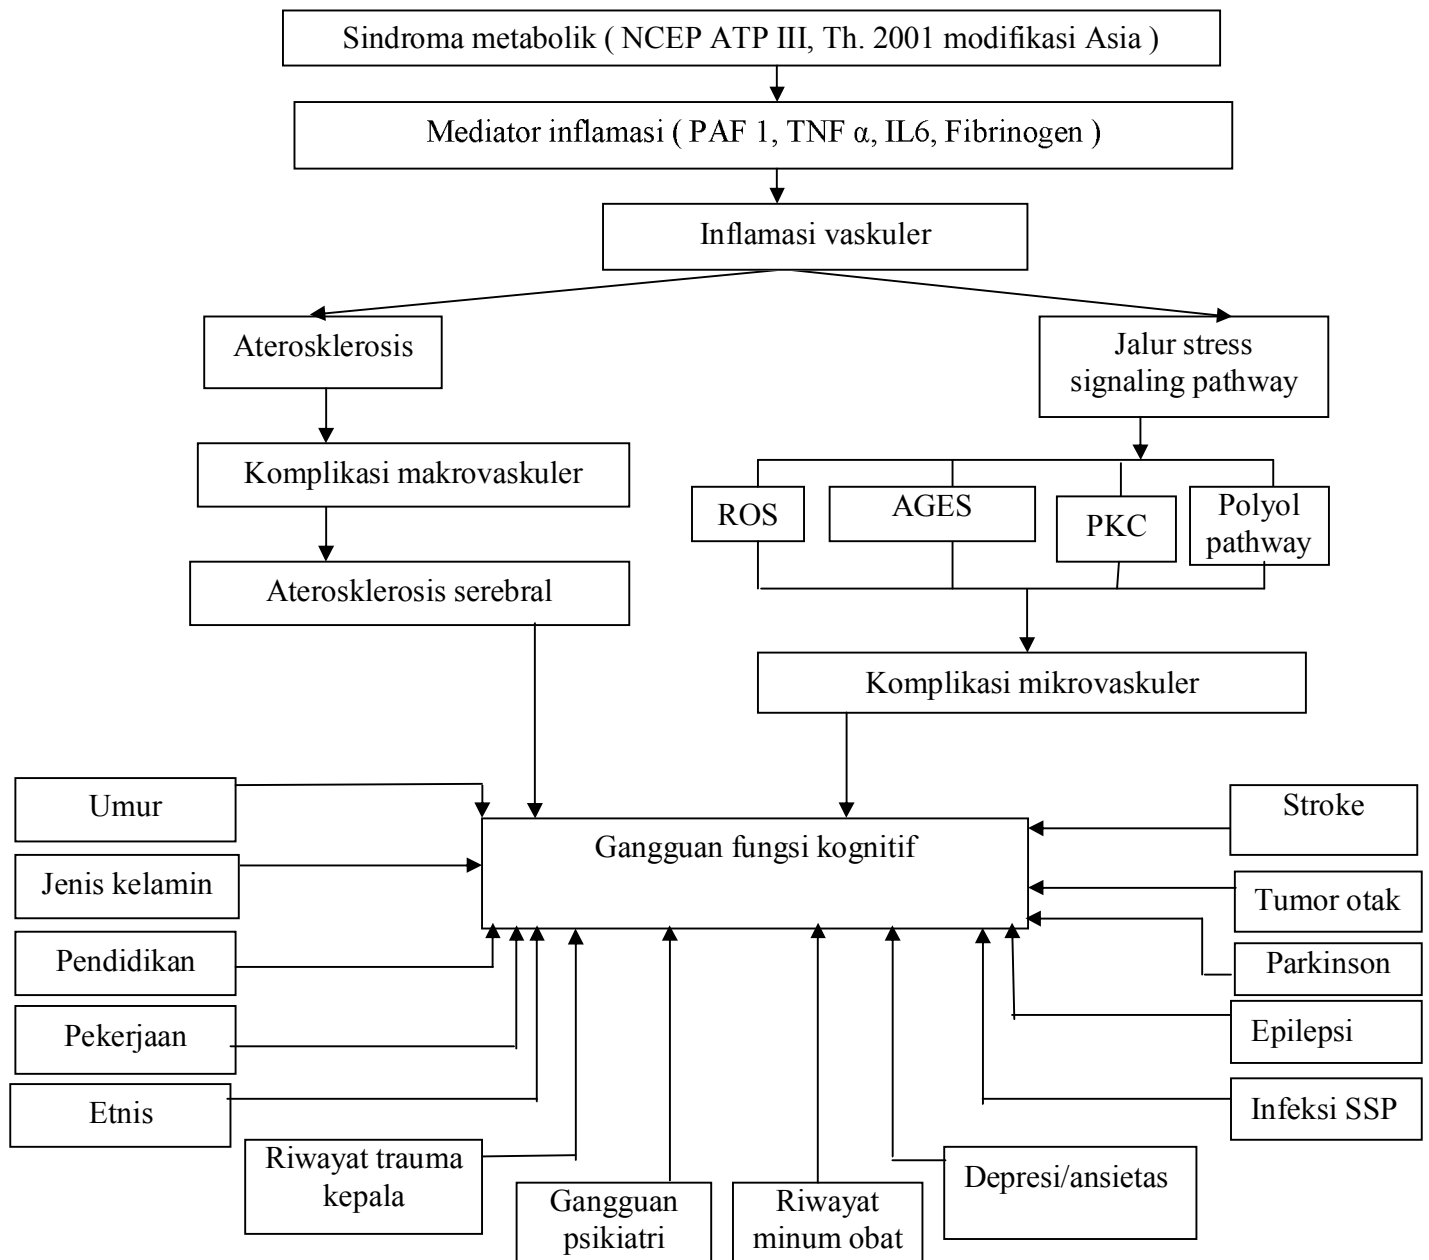 Sindroma metabolik ( NCEP ATP III, Th. 2001 modifikasi Asia )
Mediator inflamasi ( PAF 1, TNF α, IL6, Fibrinogen )
Inflamasi vaskuler
Aterosklerosis
Jalur stress
signaling pathway
Komplikasi makrovaskuler
ROS
AGES
PKC
Polyol
pathway
Aterosklerosis serebral
Komplikasi mikrovaskuler
Umur
Jenis kelamin
Pendidikan
Pekerjaan
Etnis
Gangguan fungsi kognitif
Stroke
Tumor otak
Parkinson
Epilepsi
Infeksi SSP
Riwayat trauma
kepala
Gangguan
psikiatri
Riwayat
minum obat
Depresi/ansietas